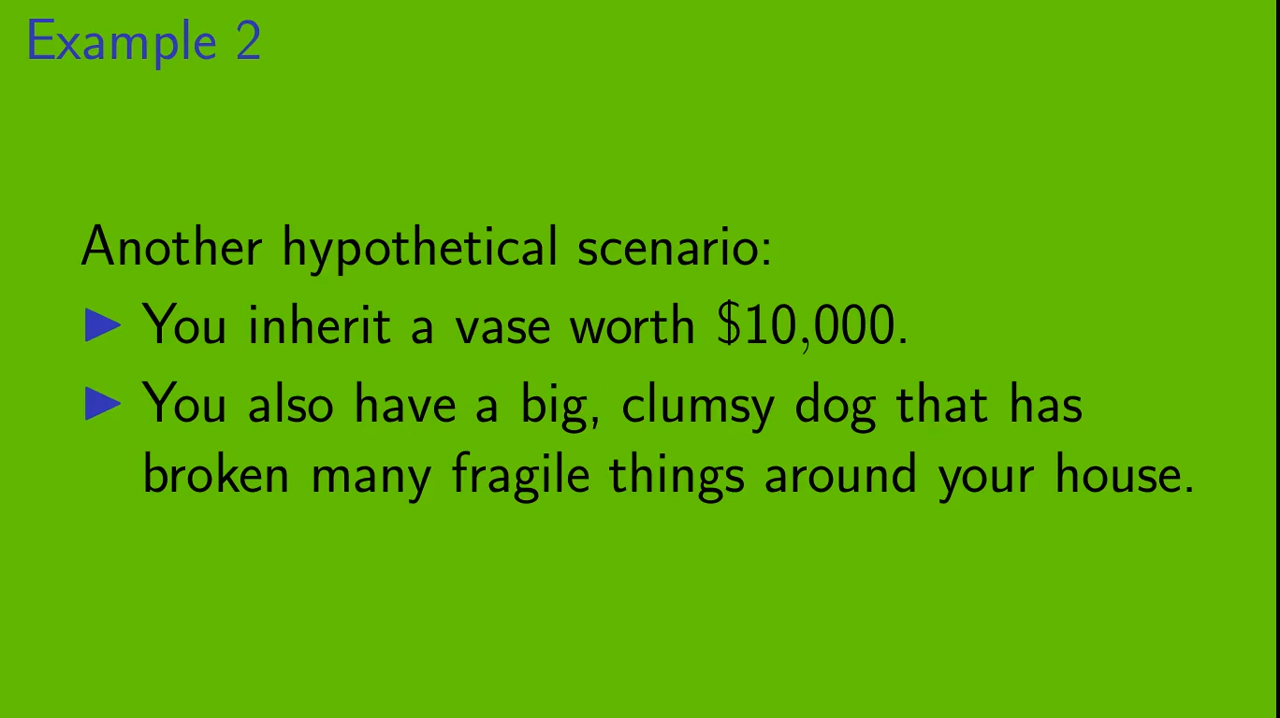 Example 2
Another hypothetical scenario:
▶ You inherit a vase worth $10,000.
▶ You also have a big, clumsy dog that has
broken many fragile things around your house.